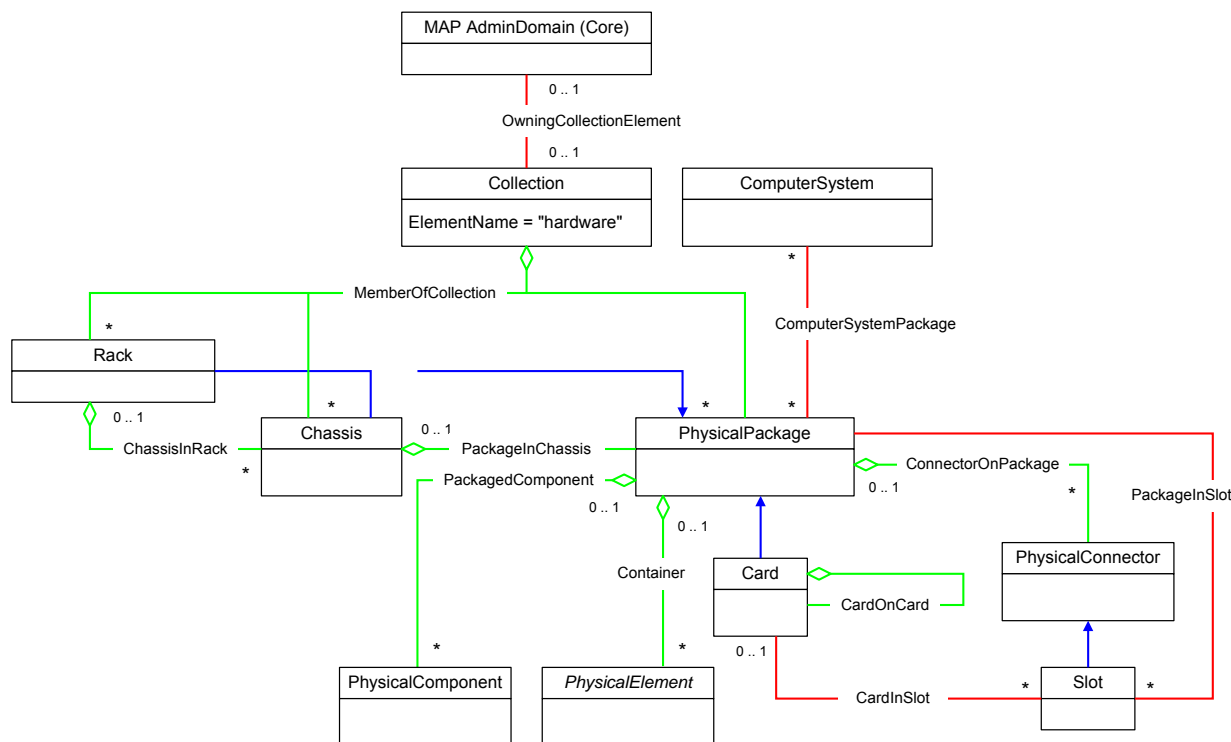 MAP AdminDomain (Core)
0 .. 1
OwningCollectionElement
0 .. 1
Collection
ElementName = "hardware"
ComputerSystem
*
MemberOfCollection
ComputerSystemPackage
*
Rack
0 .. 1
*
Chassis
0 .. 1
*
*
PhysicalPackage
ChassisInRack
*
PackageInChassis
PackagedComponent
0 .. 1
0 .. 1
ConnectorOnPackage
0 .. 1
*
PackageInSlot
Container
Card
CardOnCard
PhysicalConnector
0 .. 1
*
*
PhysicalComponent
PhysicalElement
CardInSlot
*
Slot
*